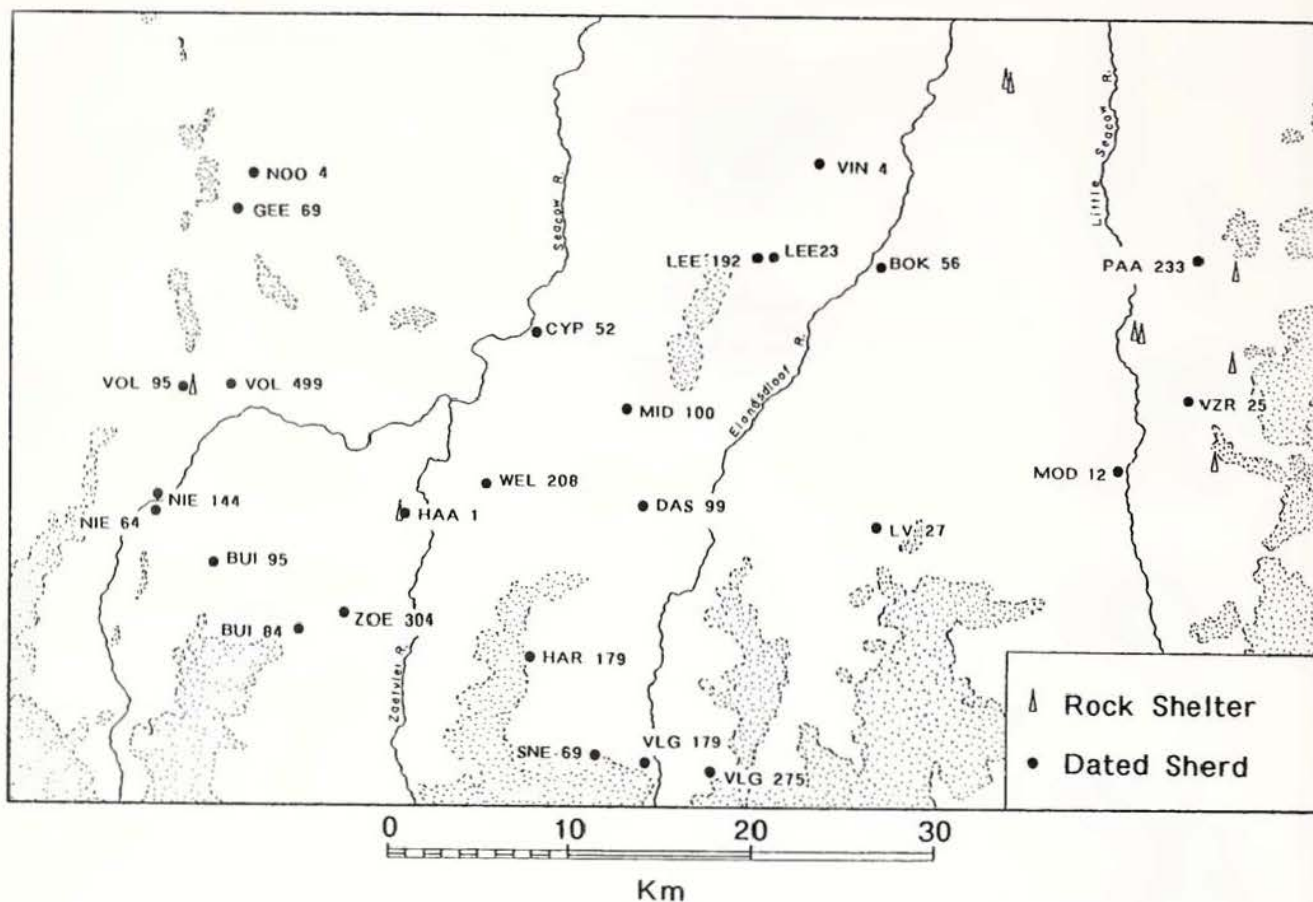 Seacow R.
Little Seacow R.
NOO 4
VIN 4
GEE 69
LEE 192
LEE23
BOK 56
PAA 233
CYP 52
VOL 95
VOL 499
MID 100
Elandsdloof R.
VZR 25
MOD 12
NIE 144
WEL 208
NIE 64
HAA 1
DAS 99
LV 27
BUI 95
BUI 84
ZOE 304
HAR 179
Zaetvlei R.
SNE 69
VLG 179
VLG 275
Rock Shelter
Dated Sherd
0 10 20 30
Km